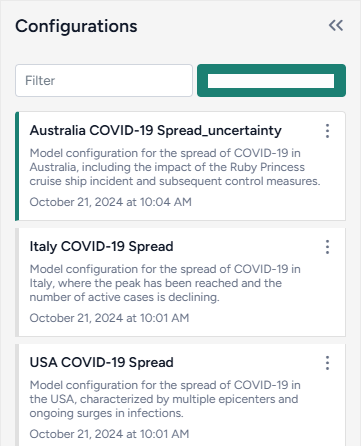 Configurations
Filter
Australia COVID-19 Spread_uncertainty
Model configuration for the spread of COVID-19 in
Australia, including the impact of the Ruby Princess
cruise ship incident and subsequent control measures.
October 21, 2024 at 10:04 AM
Italy COVID-19 Spread
Model configuration for the spread of COVID-19 in
Italy, where the peak has been reached and the
number of active cases is declining.
October 21, 2024 at 10:01 AM
USA COVID-19 Spread
Model configuration for the spread of COVID-19 in
the USA, characterized by multiple epicenters and
ongoing surges in infections.
October 21, 2024 at 10:01 AM